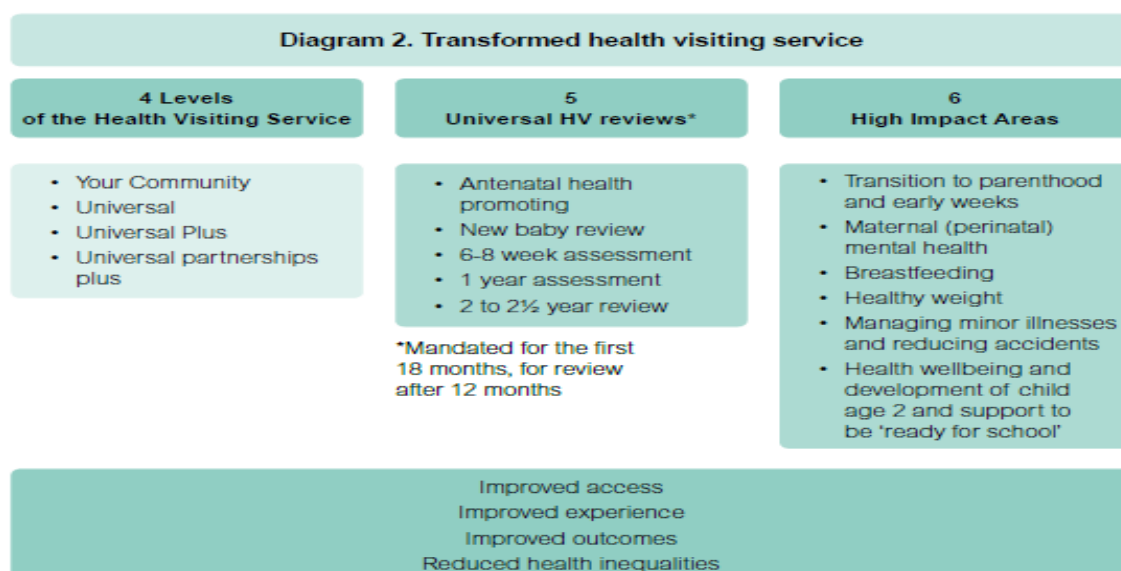 Diagram 2. Transformed health visiting service
4 Levels
of the Health Visiting Service
• Your Community
• Universal
• Universal Plus
• Universal partnerships
plus
5
Universal HV reviews*
• Antenatal health
promoting
• New baby review
• 6-8 week assessment
• 1 year assessment
• 2 to 2½ year review
*Mandated for the first
18 months, for review
after 12 months
6
High Impact Areas
• Transition to parenthood
and early weeks
• Maternal (perinatal)
mental health
• Breastfeeding
• Healthy weight
• Managing minor illnesses
and reducing accidents
• Health wellbeing and
development of child
age 2 and support to
be ‘ready for school’
Improved access
Improved experience
Improved outcomes
Reduced health inequalities